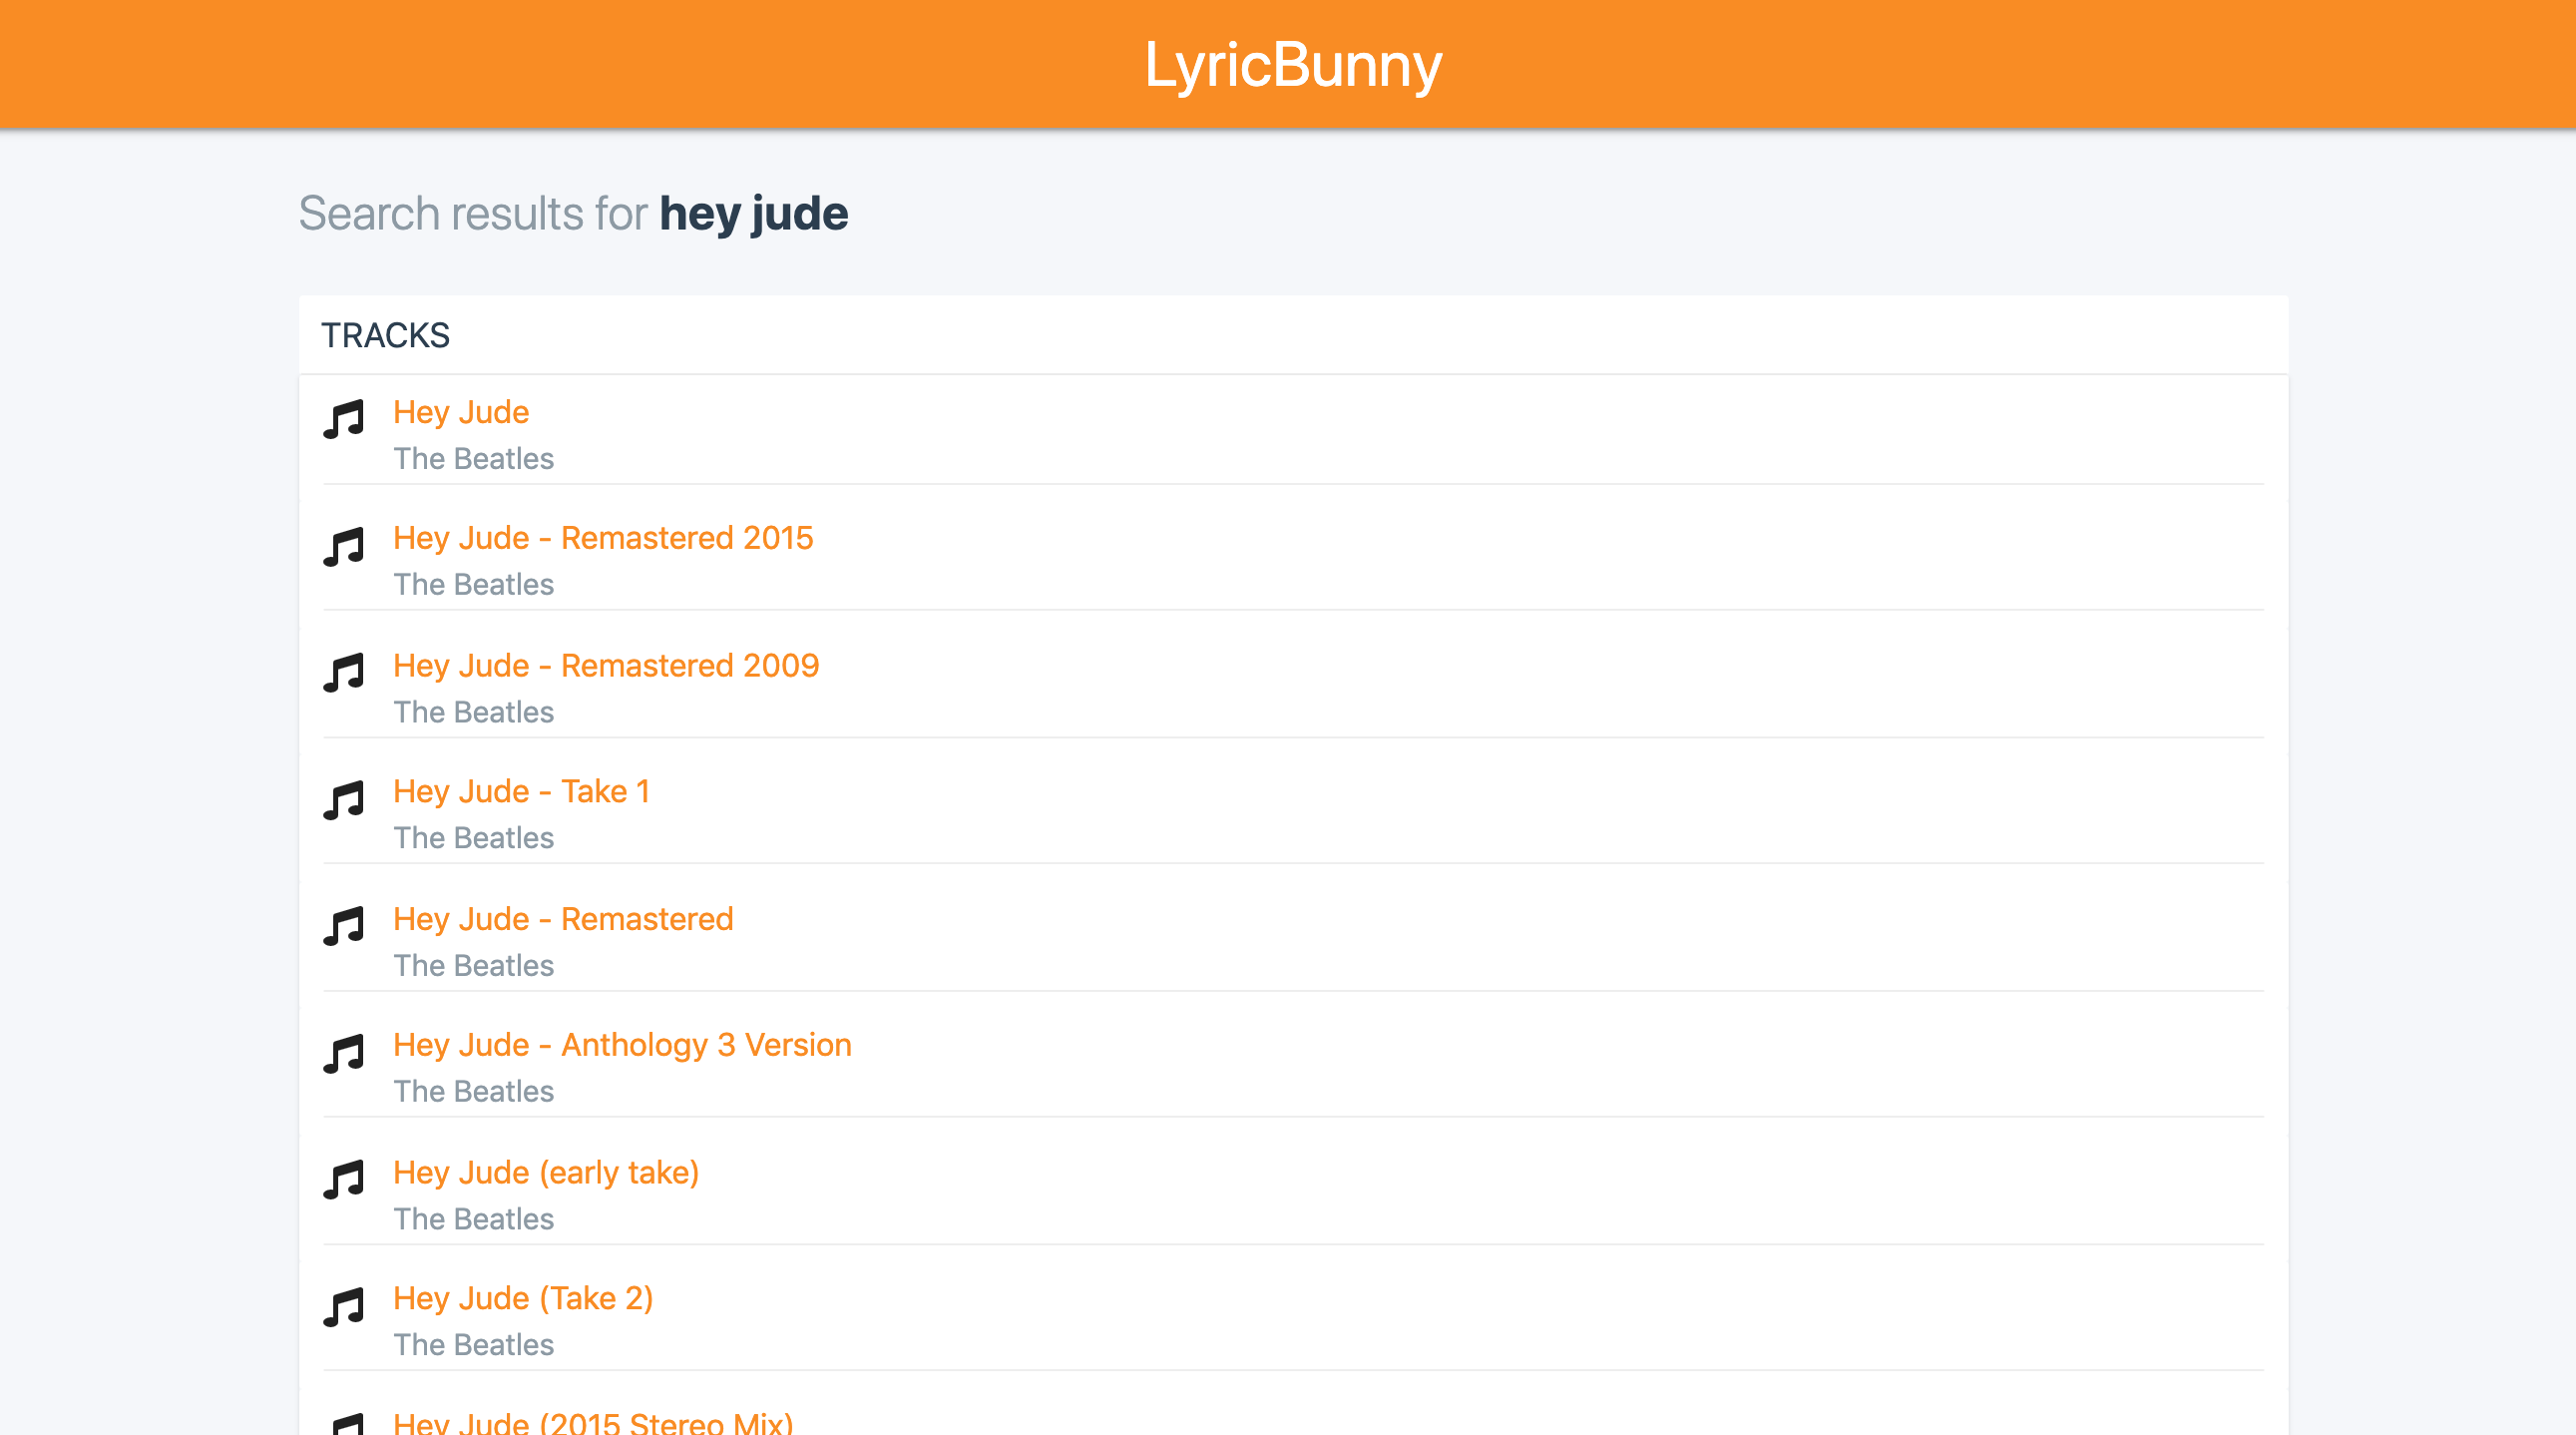 LyricBunny
Search results for hey jude
TRACKS
Hey Jude
The Beatles
Hey Jude - Remastered 2015
The Beatles
Hey Jude - Remastered 2009
The Beatles
Hey Jude - Take 1
The Beatles
Hey Jude - Remastered
The Beatles
Hey Jude - Anthology 3 Version
The Beatles
Hey Jude (early take)
The Beatles
Hey Jude (Take 2)
The Beatles
Hey Jude (2015 Stereo Mix)